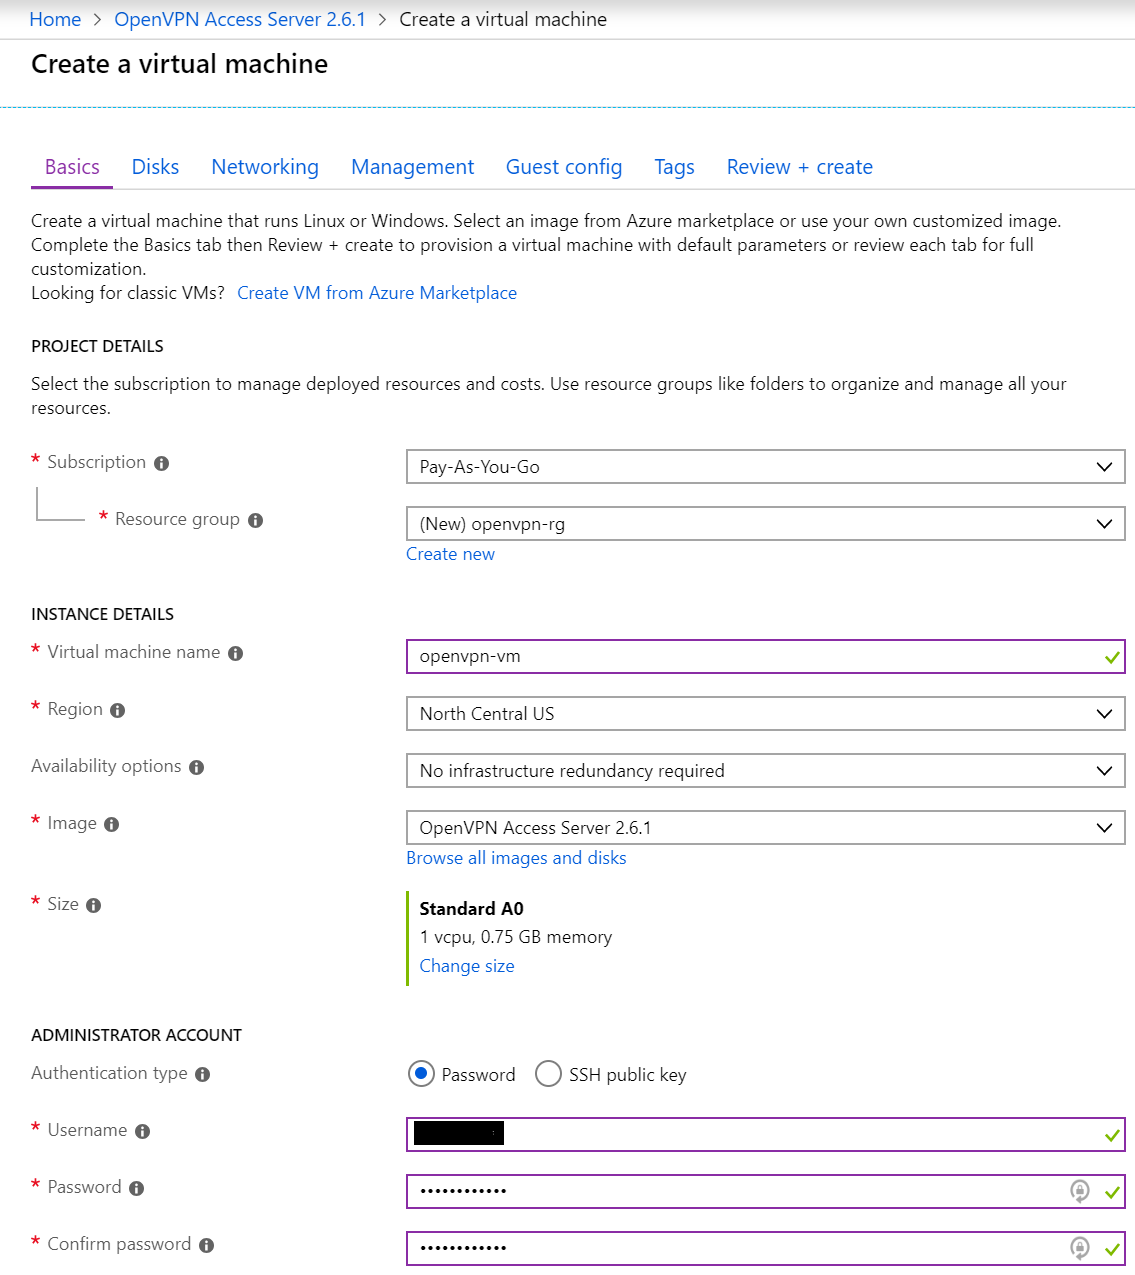 Home > OpenVPN Access Server 2.6.1 > Create a virtual machine
Create a virtual machine
Basics Disks Networking Management Guest config Tags Review + create
Create a virtual machine that runs Linux or Windows. Select an image from Azure marketplace or use your own customized image.
Complete the Basics tab then Review + create to provision a virtual machine with default parameters or review each tab for full
customization.
Looking for classic VMs? Create VM from Azure Marketplace
PROJECT DETAILS
Select the subscription to manage deployed resources and costs. Use resource groups like folders to organize and manage all your
resources.
* Subscription Pay-As-You-Go
* Resource group (New) openvpn-rg
Create new
INSTANCE DETAILS
* Virtual machine name openvpn-vm
* Region North Central US
Availability options No infrastructure redundancy required
* Image OpenVPN Access Server 2.6.1
Browse all images and disks
* Size Standard A0
1 vcpu, 0.75 GB memory
Change size
ADMINISTRATOR ACCOUNT
Authentication type Password SSH public key
* Username
* Password ••••••••••••
* Confirm password ••••••••••••